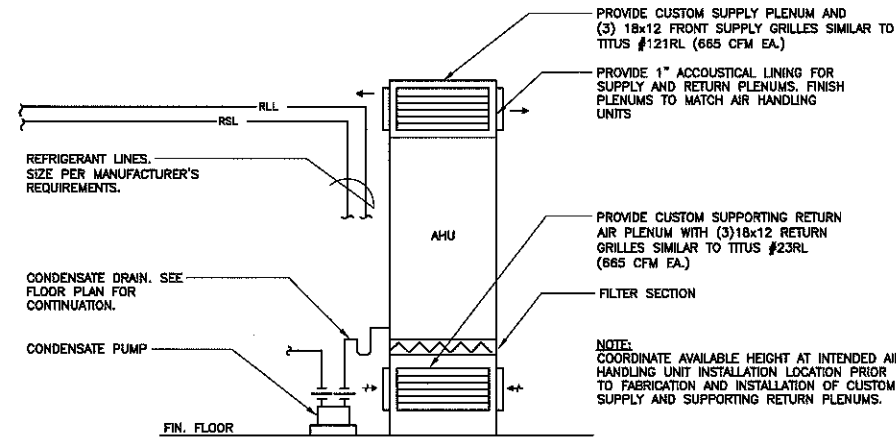 PROVIDE CUSTOM SUPPLY PLENUM AND
(3) 18x12 FRONT SUPPLY GRILLES SIMILAR TO
TITUS #121RL (665 CFM EA.)
PROVIDE 1" ACCOUSTICAL LINING FOR
SUPPLY AND RETURN PLENUMS. FINISH
PLENUMS TO MATCH AIR HANDLING
UNITS
RLL
RSL
REFRIGERANT LINES.
SIZE PER MANUFACTURER'S
REQUIREMENTS.
AHU
PROVIDE CUSTOM SUPPORTING RETURN
AIR PLENUM WITH (3)18x12 RETURN
GRILLES SIMILAR TO TITUS #23RL
(665 CFM EA.)
CONDENSATE DRAIN. SEE
FLOOR PLAN FOR
CONTINUATION.
FILTER SECTION
CONDENSATE PUMP
NOTE:
COORDINATE AVAILABLE HEIGHT AT INTENDED AI
HANDLING UNIT INSTALLATION LOCATION PRIOR
TO FABRICATION AND INSTALLATION OF CUSTOM
SUPPLY AND SUPPORTING RETURN PLENUMS.
FIN. FLOOR